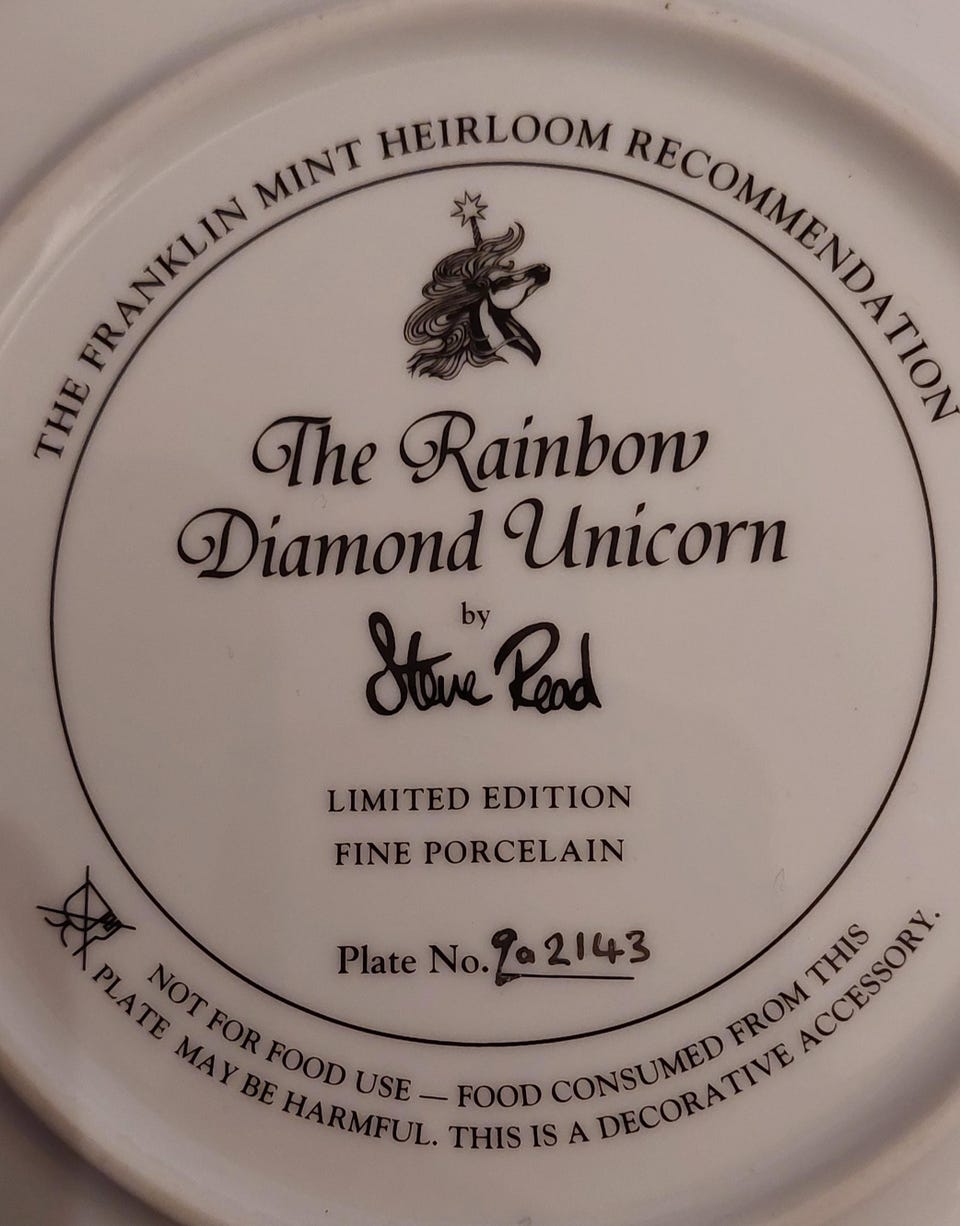 THE FRANKLIN MINT HEIRLOOM RECOMMENDATION
The Rainbow
Diamond Unicorn
by
Steve Read
LIMITED EDITION
FINE PORCELAIN
Plate No. 9a2143
NOT FOR FOOD USE — FOOD CONSUMED FROM THIS
PLATE MAY BE HARMFUL. THIS IS A DECORATIVE ACCESSORY.